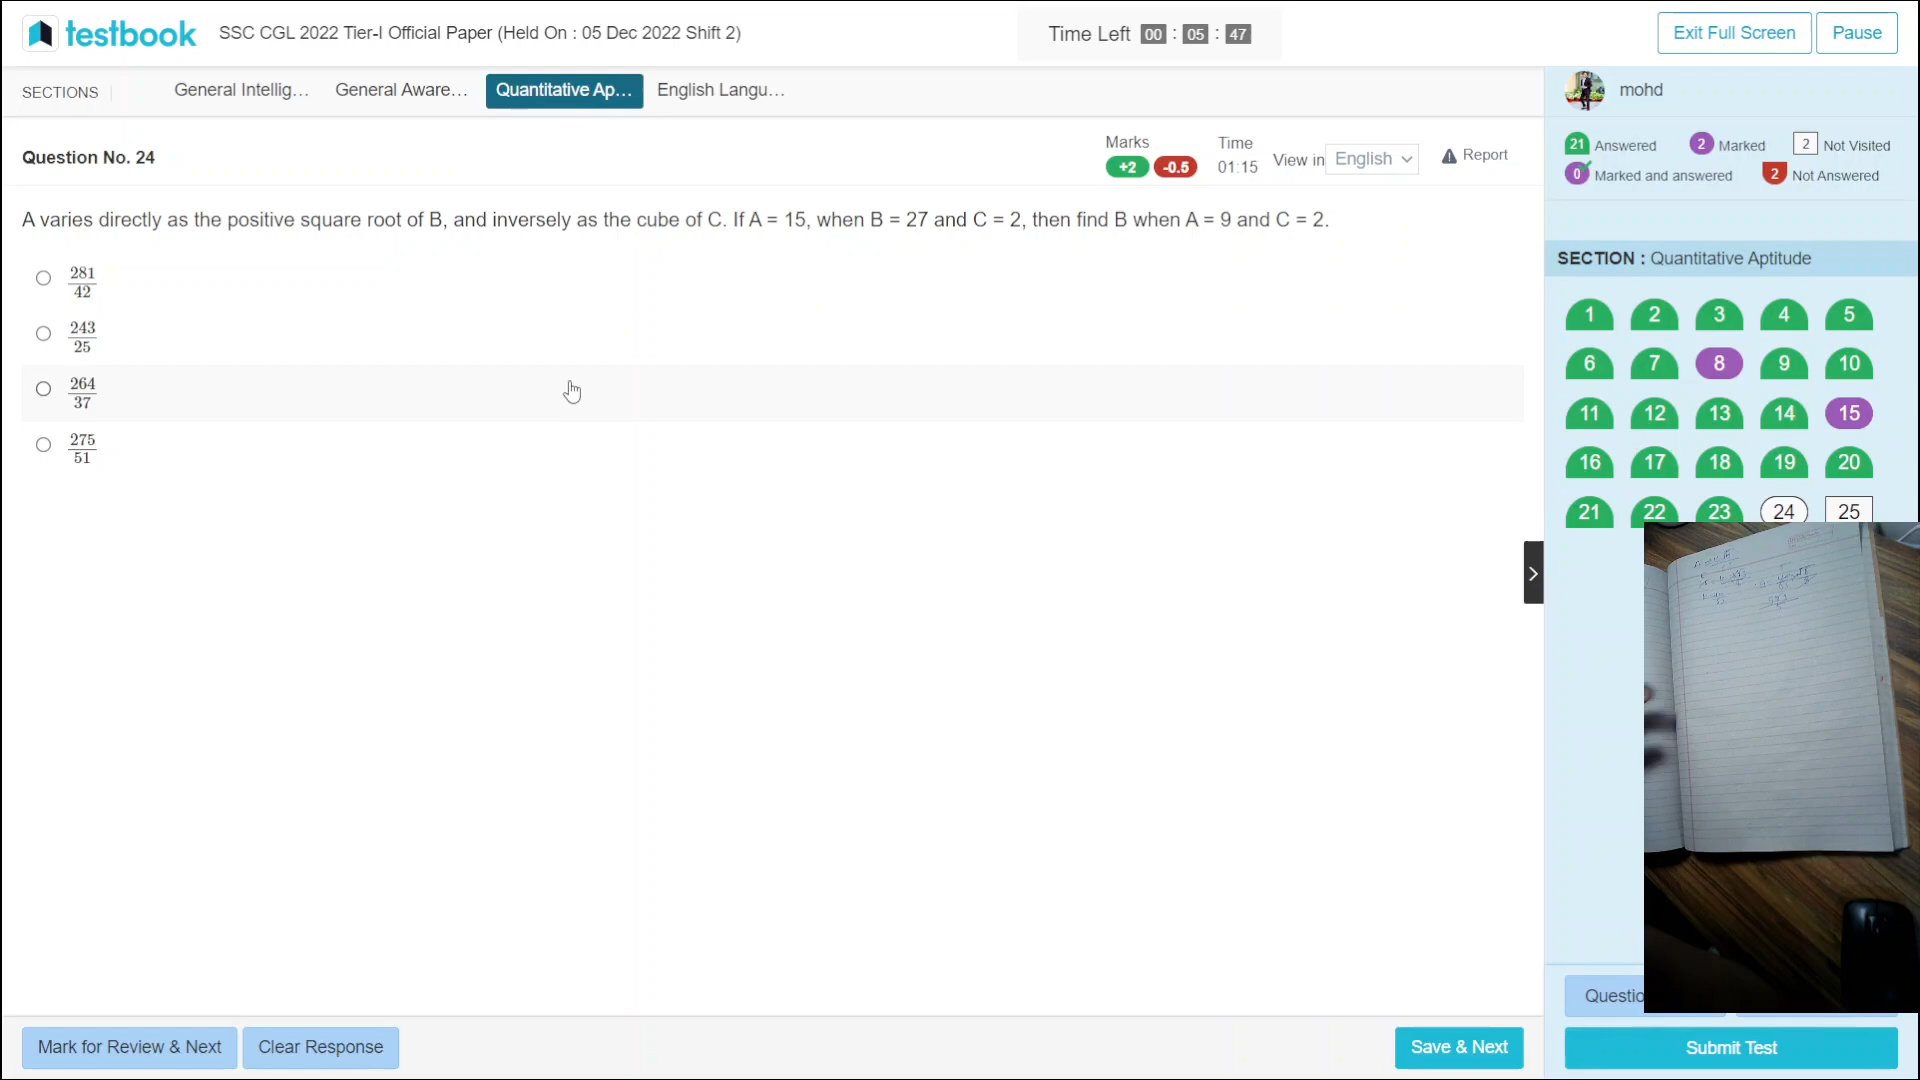 testbook
SSC CGL 2022 Tier-I Official Paper (Held On : 05 Dec 2022 Shift 2)
Time Left 00 : 05 : 47
Exit Full Screen
Pause
SECTIONS
General Intellig...
General Aware...
Quantitative Ap...
English Langu...
mohd
21 Answered
2 Marked
2 Not Visited
0 Marked and answered
2 Not Answered
Question No. 24
Marks
+2 -0.5
Time
01:15
View in English
Report
A varies directly as the positive square root of B, and inversely as the cube of C. If A = 15, when B = 27 and C = 2, then find B when A = 9 and C = 2.
281
42
243
25
264
37
275
51
SECTION : Quantitative Aptitude
1 2 3 4 5
6 7 8 9 10
11 12 13 14 15
16 17 18 19 20
21 22 23 24 25
Questio
Mark for Review & Next
Clear Response
Save & Next
Submit Test